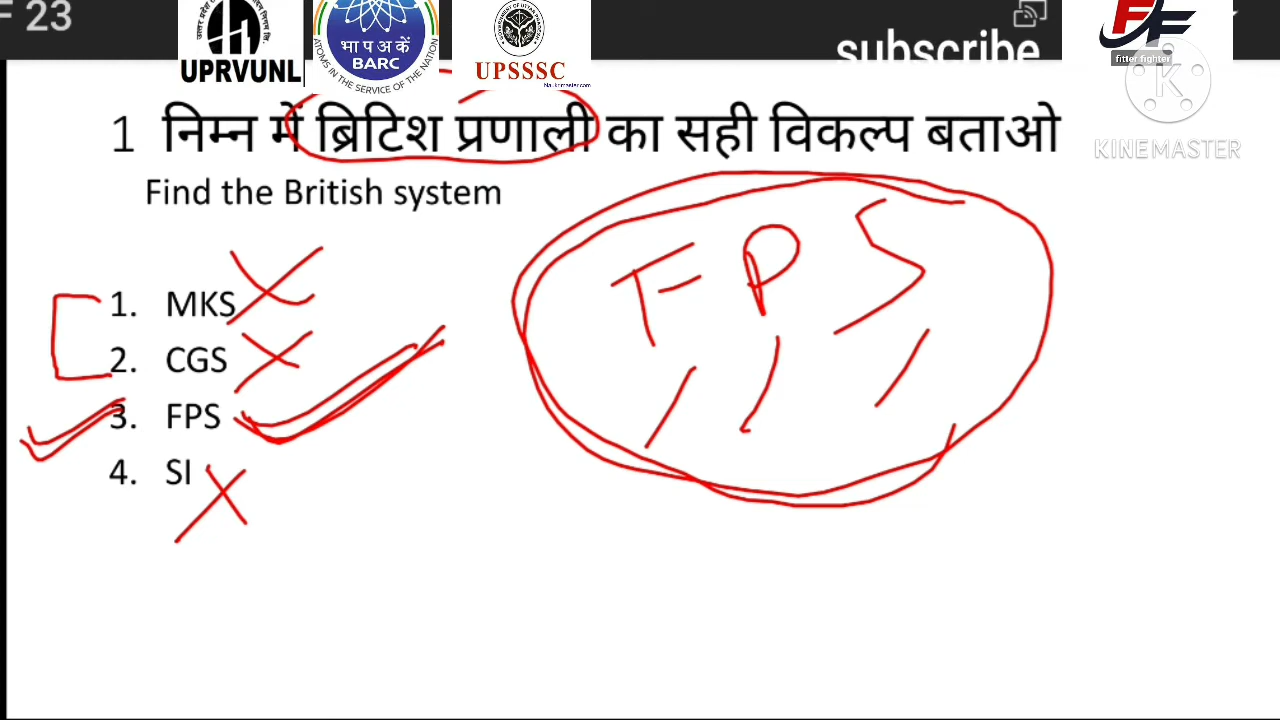 F 23
subscribe
UPRVUNL
भा प अ कें
BARC
ATOMS IN THE SERVICE OF THE NATION
UPSSSC
FF
fitter fighter
K
KINEMASTER
1 निम्न में ब्रिटिश प्रणाली का सही विकल्प बताओ
Find the British system
1. MKS
2. CGS
3. FPS
4. SI
F P S